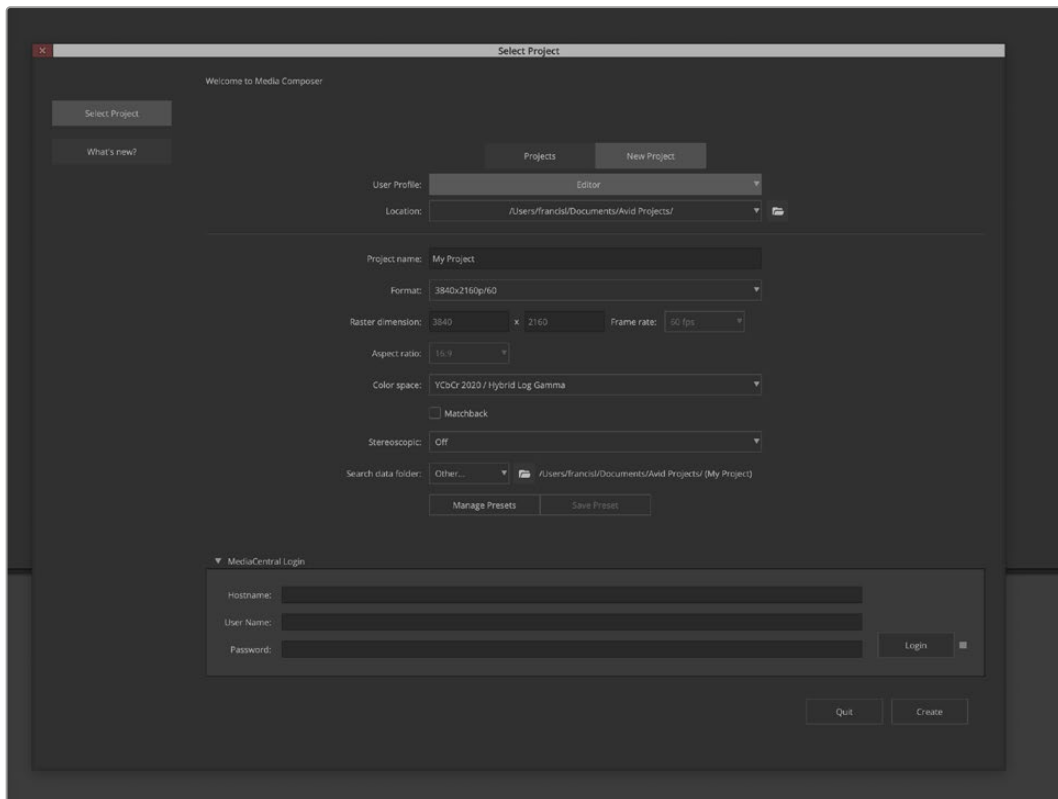 Select Project
Welcome to Media Composer
Select Project
What's new?
Projects New Project
User Profile: Editor
Location: /Users/francisl/Documents/Avid Projects/
Project name: My Project
Format: 3840x2160p/60
Raster dimension: 3840 x 2160 Frame rate: 60 fps
Aspect ratio: 16:9
Color space: YCbCr 2020 / Hybrid Log Gamma
Matchback
Stereoscopic: Off
Search data folder: Other... /Users/francisl/Documents/Avid Projects/ (My Project)
Manage Presets Save Preset
MediaCentral Login
Hostname:
User Name:
Password:
Login
Quit Create